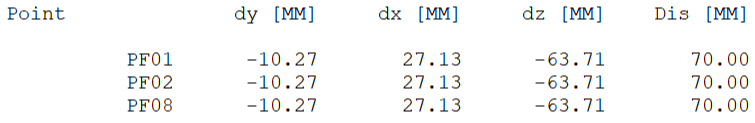 Point dy [MM] dx [MM] dz [MM] Dis [MM]
PF01 -10.27 27.13 -63.71 70.00
PF02 -10.27 27.13 -63.71 70.00
PF08 -10.27 27.13 -63.71 70.00